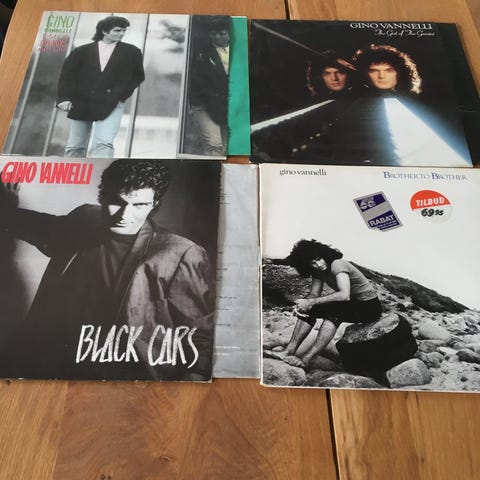 GINO
VANNELLI
GINO VANNELLI
The Gist of The Gemini
GINO VANNELLI
BLACK CARS
gino vannelli
BROTHER TO BROTHER
RABAT
TILBUD
69 95